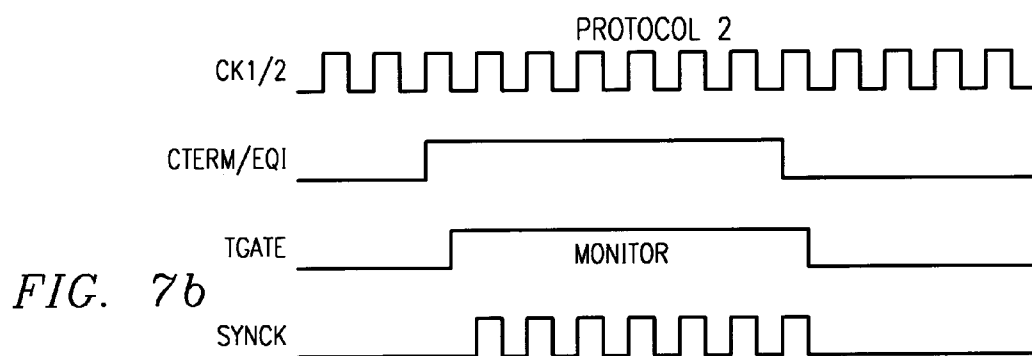 PROTOCOL 2
CK1/2
CTERM/EQI
TGATE
MONITOR
FIG. 7b
SYNCK